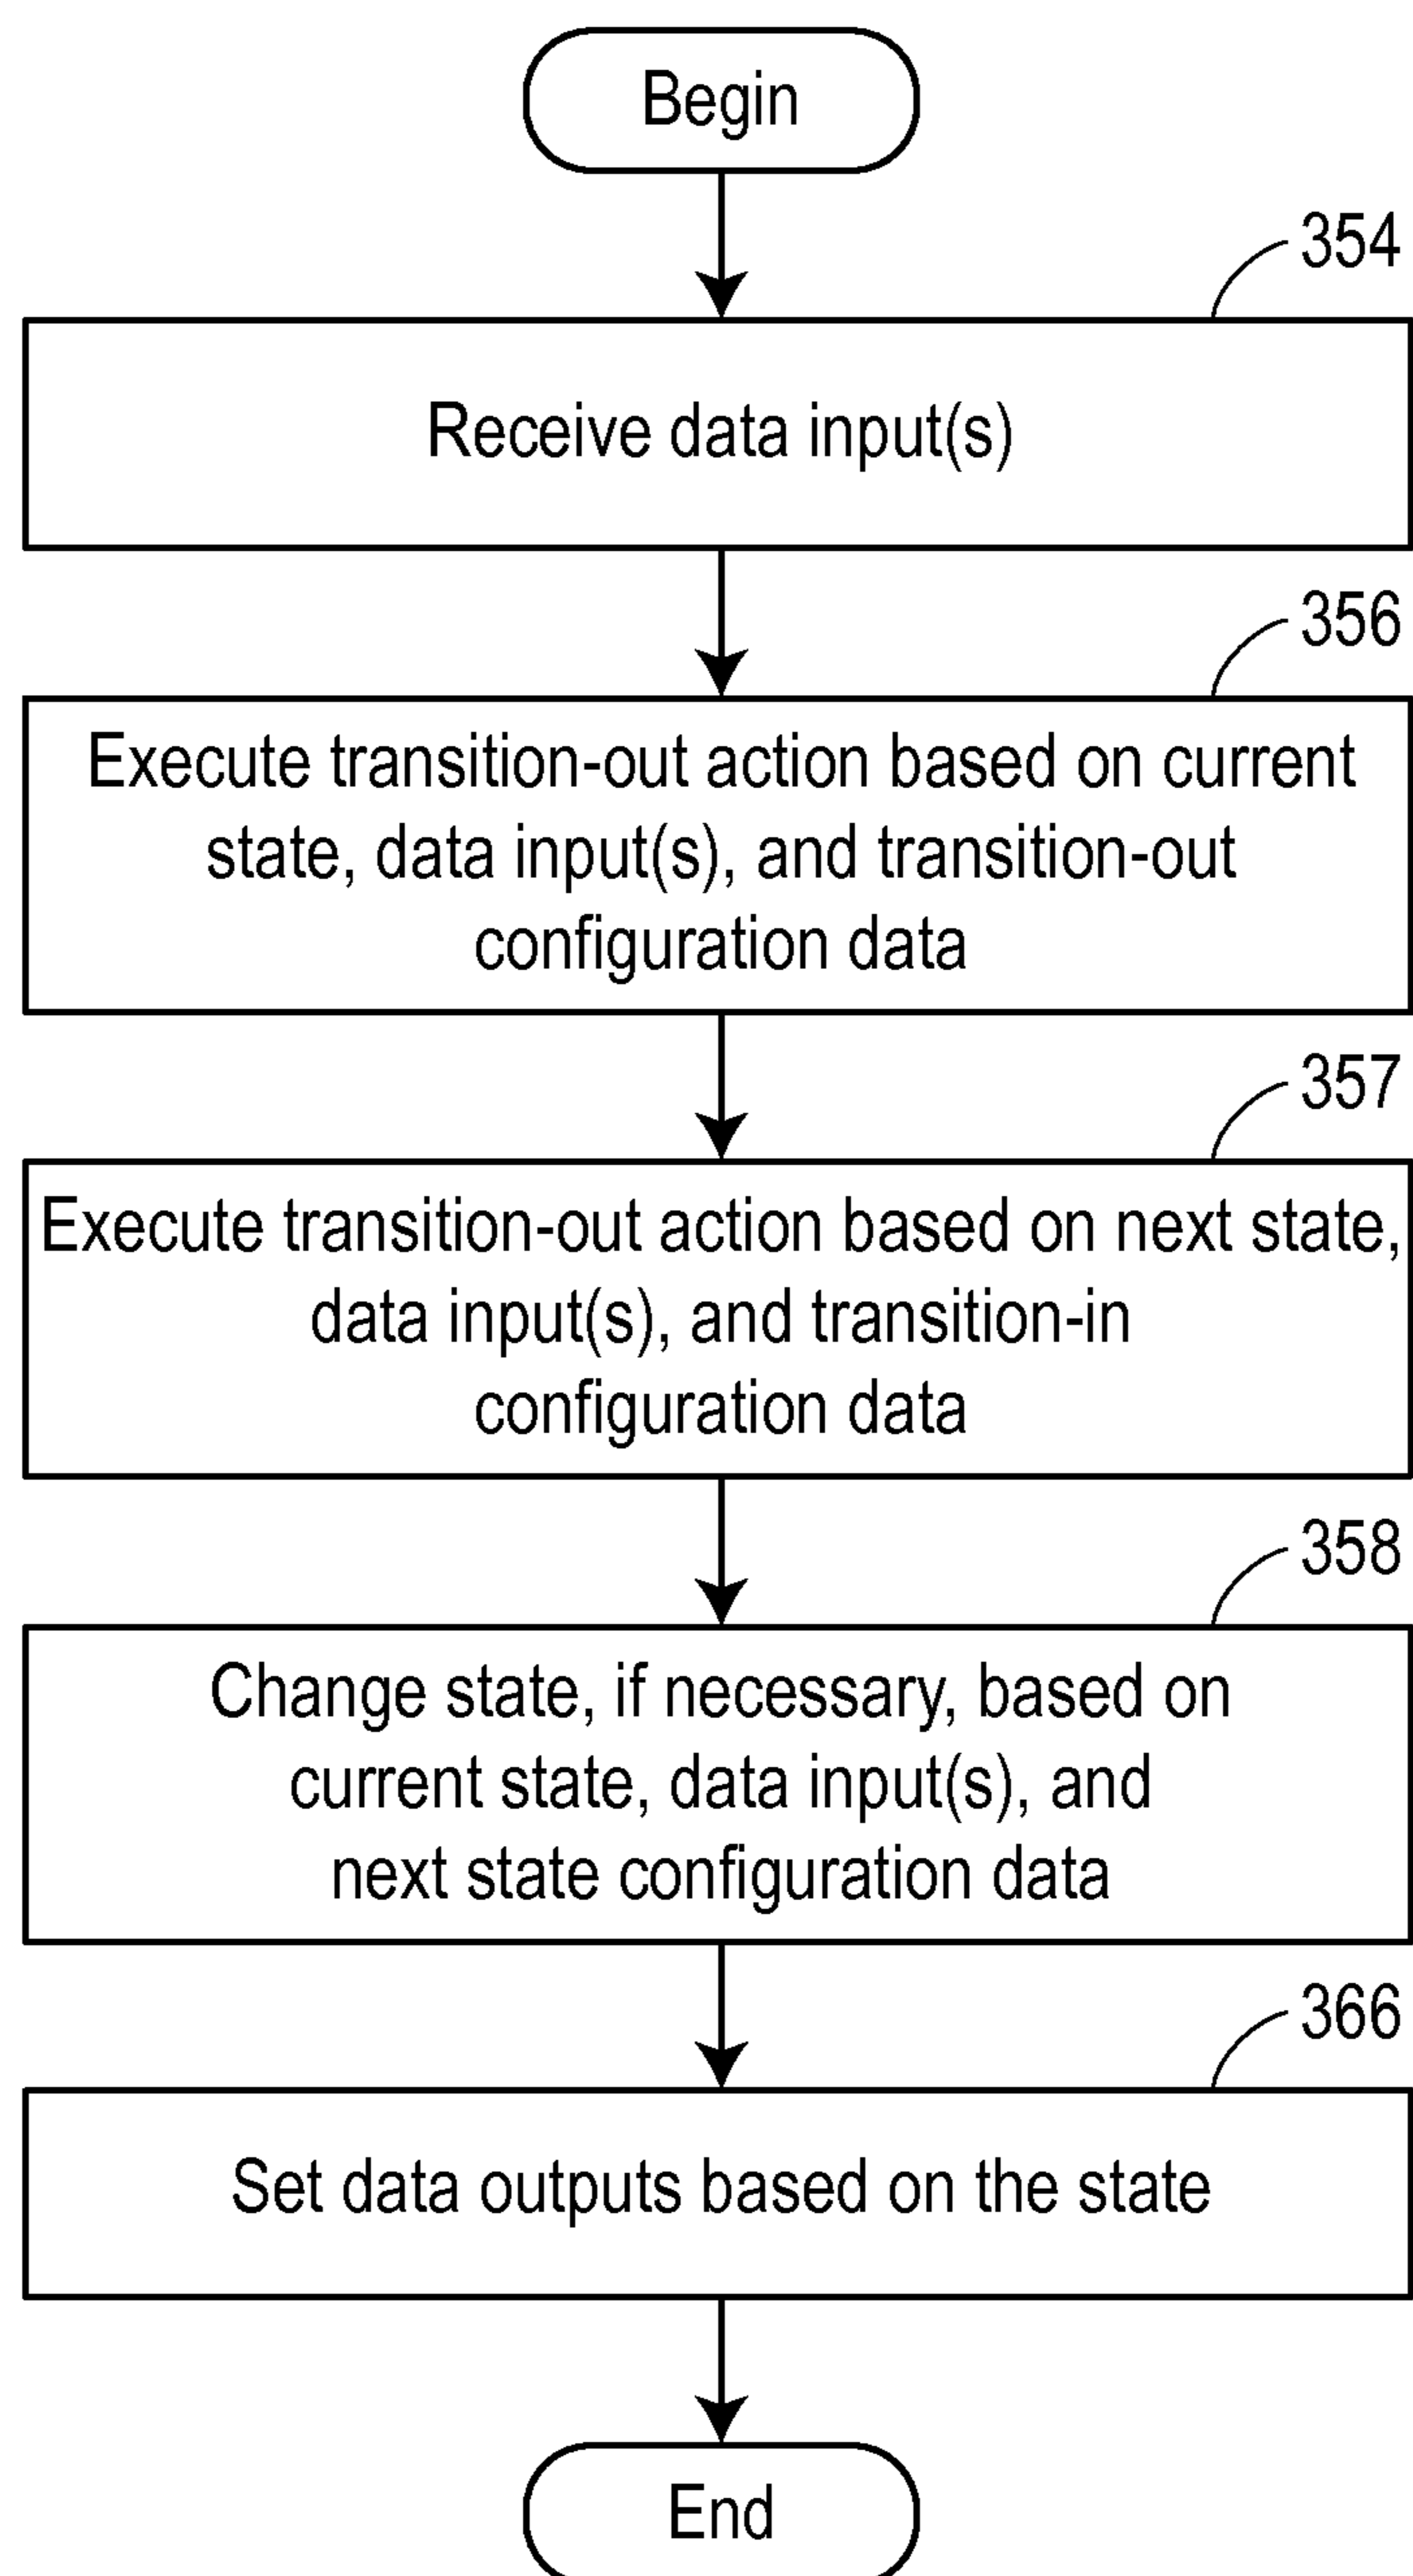 Begin
354
Receive data input(s)
356
Execute transition-out action based on current
state, data input(s), and transition-out
configuration data
357
Execute transition-out action based on next state,
data input(s), and transition-in
configuration data
358
Change state, if necessary, based on
current state, data input(s), and
next state configuration data
366
Set data outputs based on the state
End